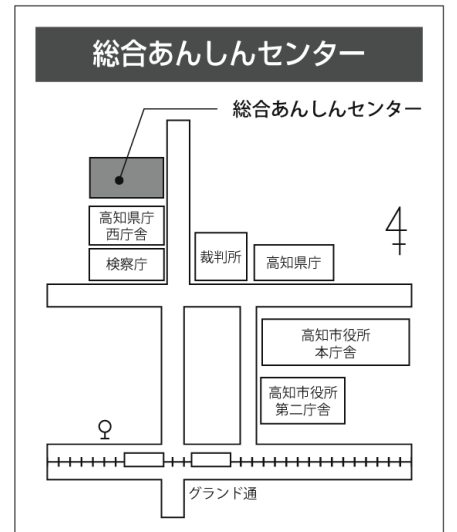 総合あんしんセンター
総合あんしんセンター
高知県庁
西庁舎
検察庁
裁判所
高知県庁
高知市役所
本庁舎
高知市役所
第二庁舎
グランド通